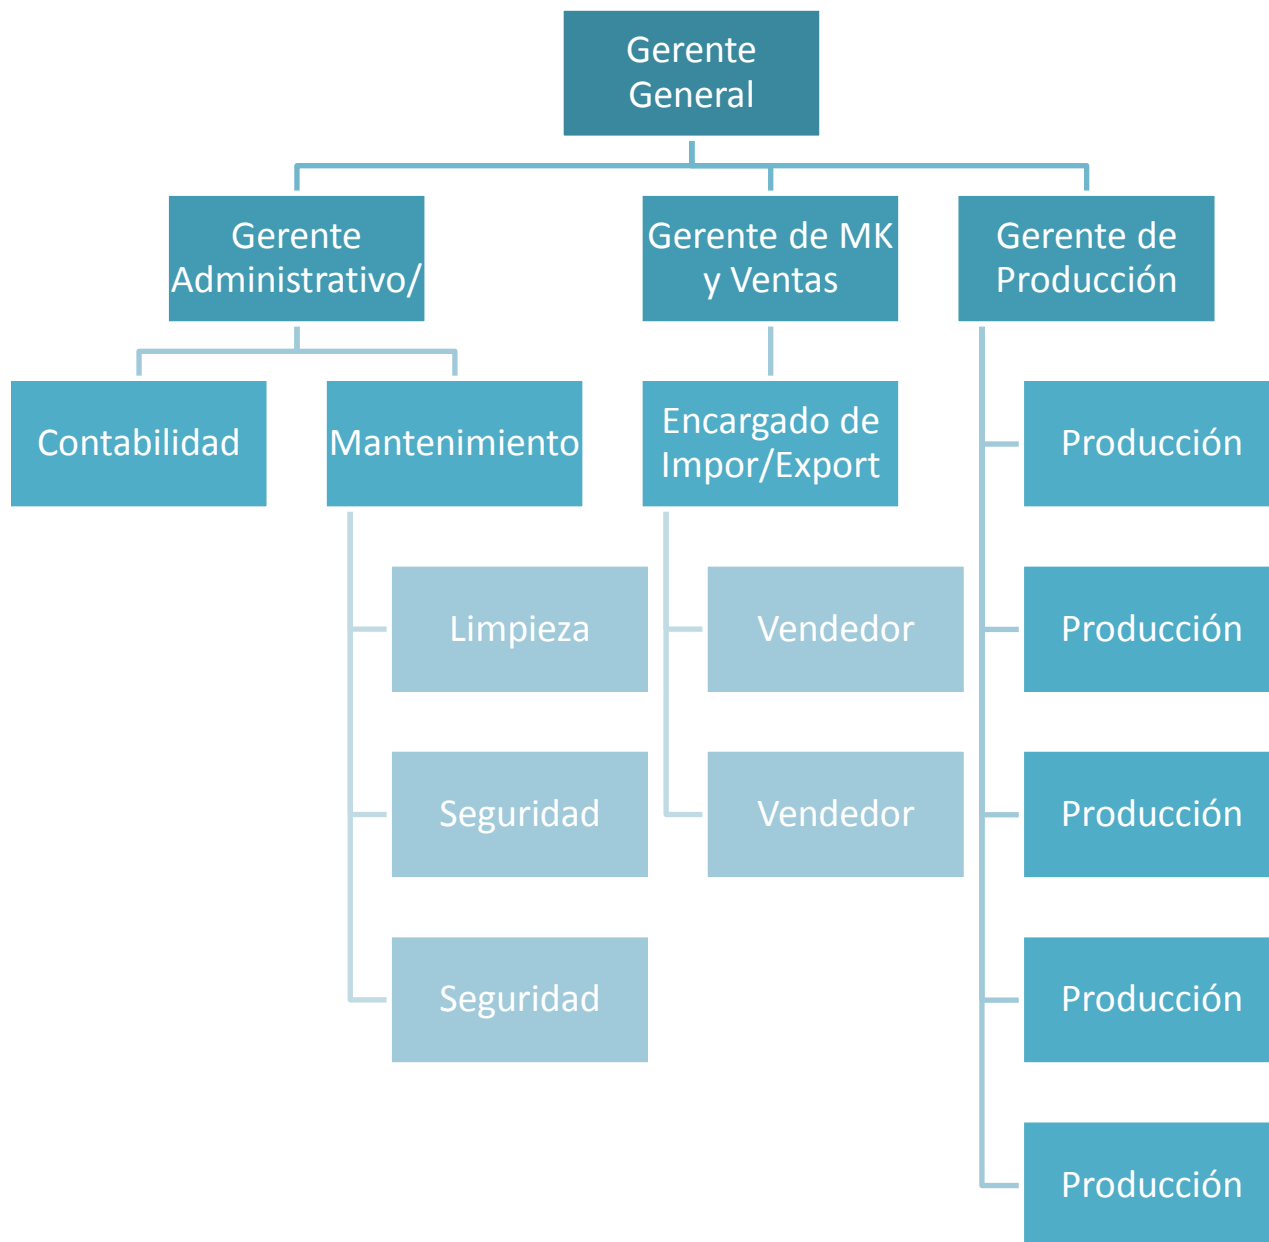 Gerente
General
Gerente
Administrativo/
Gerente de MK
y Ventas
Gerente de
Producción
Contabilidad
Mantenimiento
Encargado de
Impor/Export
Producción
Limpieza
Vendedor
Producción
Seguridad
Vendedor
Producción
Seguridad
Producción
Producción